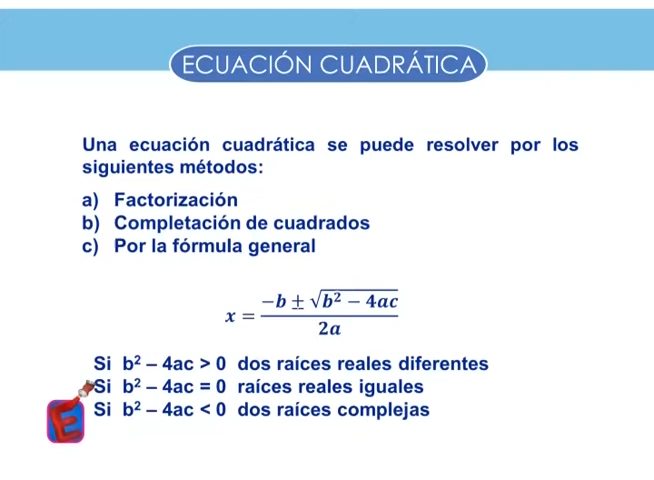 ECUACIÓN CUADRÁTICA
Una ecuación cuadrática se puede resolver por los
siguientes métodos:
a) Factorización
b) Completación de cuadrados
c) Por la fórmula general
x = \frac{-b ± \sqrt{b² − 4ac}}{2a}
Si b² – 4ac > 0 dos raíces reales diferentes
Si b² – 4ac = 0 raíces reales iguales
Si b² – 4ac < 0 dos raíces complejas
E